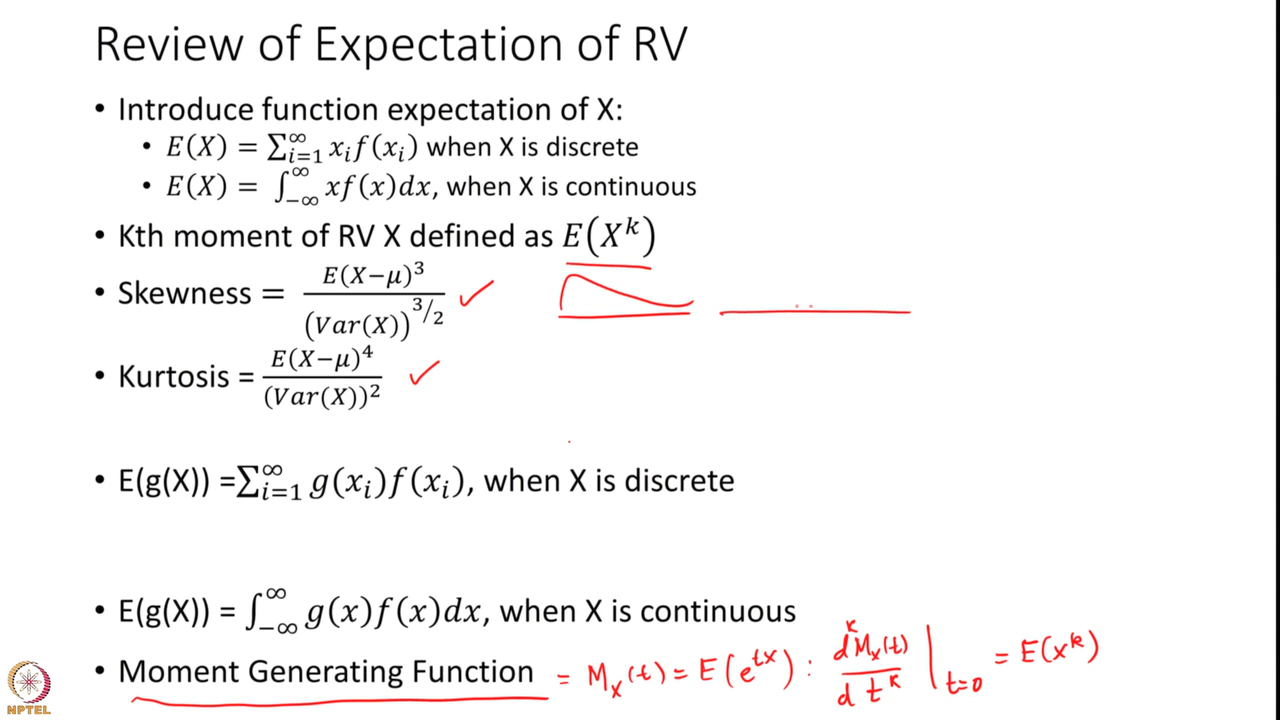 Review of Expectation of RV
• Introduce function expectation of X:
• E(X) = ∑_{i=1}^{∞} x_i f(x_i) when X is discrete
• E(X) = ∫_{-∞}^{∞} xf(x)dx, when X is continuous
• Kth moment of RV X defined as E(X^k)
• Skewness = E(X−μ)^3 / (Var(X))^{3/2} ✓
• Kurtosis = E(X−μ)^4 / (Var(X))^2 ✓
• E(g(X)) =∑_{i=1}^{∞} g(x_i)f(x_i), when X is discrete
• E(g(X)) = ∫_{-∞}^{∞} g(x)f(x)dx, when X is continuous
• Moment Generating Function = M_x(t) = E(e^{tx}) : d^k M_x(t) / d t^k |_{t=0} = E(x^k)
NPTEL